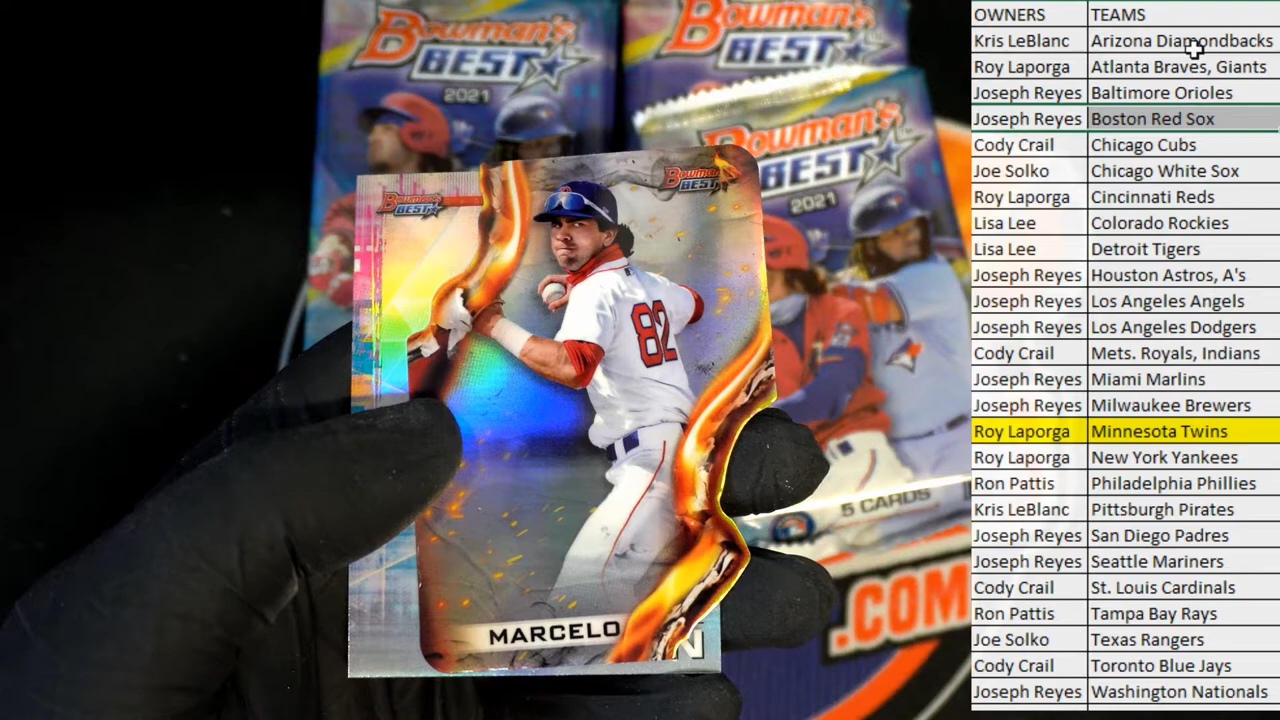 Bowman's
BEST
2021
Bowman's
BEST
Bowman's
BEST
2021
5 CARDS
.COM
Bowman's
BEST
Bowman's
BEST
82
MARCELO
N
OWNERS TEAMS
Kris LeBlanc Arizona Diamondbacks
Roy Laporga Atlanta Braves, Giants
Joseph Reyes Baltimore Orioles
Joseph Reyes Boston Red Sox
Cody Crail Chicago Cubs
Joe Solko Chicago White Sox
Roy Laporga Cincinnati Reds
Lisa Lee Colorado Rockies
Lisa Lee Detroit Tigers
Joseph Reyes Houston Astros, A's
Joseph Reyes Los Angeles Angels
Joseph Reyes Los Angeles Dodgers
Cody Crail Mets. Royals, Indians
Joseph Reyes Miami Marlins
Joseph Reyes Milwaukee Brewers
Roy Laporga Minnesota Twins
Roy Laporga New York Yankees
Ron Pattis Philadelphia Phillies
Kris LeBlanc Pittsburgh Pirates
Joseph Reyes San Diego Padres
Joseph Reyes Seattle Mariners
Cody Crail St. Louis Cardinals
Ron Pattis Tampa Bay Rays
Joe Solko Texas Rangers
Cody Crail Toronto Blue Jays
Joseph Reyes Washington Nationals